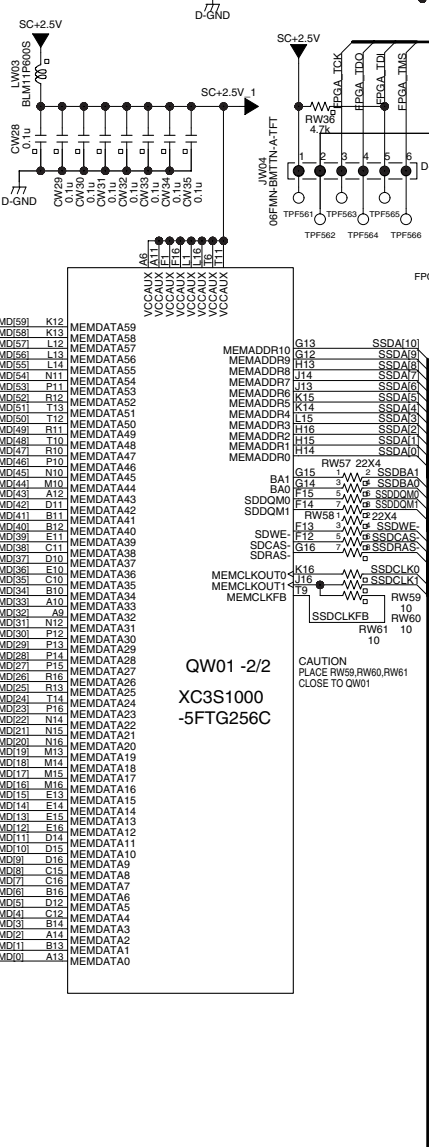 D-GND
SC+2.5V
LW03
BLM11P600S
SC+2.5V_1
CW28
0.1u
D-GND
CW29
0.1u
CW30
0.1u
CW31
0.1u
CW32
0.1u
CW33
0.1u
CW34
0.1u
CW35
0.1u
SC+2.5V
FPGA_TCK
FPGA_TDO
FPGA_TDI
FPGA_TMS
RW36
4.7k
JW04
06FMN-BMTTN-A-TFT
1 2 3 4 5 6
D
TPF561 TPF563 TPF565
TPF562 TPF564 TPF566
FPG
A6 A11 F1 F16 L1 L16 T6 T11
VCCAUX VCCAUX VCCAUX VCCAUX VCCAUX VCCAUX VCCAUX VCCAUX
MD[59] K12 MEMDATA59
MD[58] K13 MEMDATA58
MD[57] L12 MEMDATA57
MD[56] L13 MEMDATA56
MD[55] L14 MEMDATA55
MD[54] N11 MEMDATA54
MD[53] P11 MEMDATA53
MD[52] R12 MEMDATA52
MD[51] T13 MEMDATA51
MD[50] T12 MEMDATA50
MD[49] R11 MEMDATA49
MD[48] T10 MEMDATA48
MD[47] R10 MEMDATA47
MD[46] P10 MEMDATA46
MD[45] N10 MEMDATA45
MD[44] M10 MEMDATA44
MD[43] A12 MEMDATA43
MD[42] D11 MEMDATA42
MD[41] B11 MEMDATA41
MD[40] B12 MEMDATA40
MD[39] E11 MEMDATA39
MD[38] C11 MEMDATA38
MD[37] D10 MEMDATA37
MD[36] E10 MEMDATA36
MD[35] C10 MEMDATA35
MD[34] B10 MEMDATA34
MD[33] A10 MEMDATA33
MD[32] A9 MEMDATA32
MD[31] N12 MEMDATA31
MD[30] P12 MEMDATA30
MD[29] P13 MEMDATA29
MD[28] P14 MEMDATA28
MD[27] P15 MEMDATA27
MD[26] R16 MEMDATA26
MD[25] R13 MEMDATA25
MD[24] T14 MEMDATA24
MD[23] P16 MEMDATA23
MD[22] N14 MEMDATA22
MD[21] N15 MEMDATA21
MD[20] N16 MEMDATA20
MD[19] M13 MEMDATA19
MD[18] M14 MEMDATA18
MD[17] M15 MEMDATA17
MD[16] M16 MEMDATA16
MD[15] E13 MEMDATA15
MD[14] E14 MEMDATA14
MD[13] E15 MEMDATA13
MD[12] E16 MEMDATA12
MD[11] D14 MEMDATA11
MD[10] D15 MEMDATA10
MD[9] D16 MEMDATA9
MD[8] C15 MEMDATA8
MD[7] C16 MEMDATA7
MD[6] B16 MEMDATA6
MD[5] D12 MEMDATA5
MD[4] C12 MEMDATA4
MD[3] B14 MEMDATA3
MD[2] A14 MEMDATA2
MD[1] B13 MEMDATA1
MD[0] A13 MEMDATA0
MEMADDR10 G13 SSDA[10]
MEMADDR9 G12 SSDA[9]
MEMADDR8 H13 SSDA[8]
MEMADDR7 J14 SSDA[7]
MEMADDR6 J13 SSDA[6]
MEMADDR5 K15 SSDA[5]
MEMADDR4 K14 SSDA[4]
MEMADDR3 L15 SSDA[3]
MEMADDR2 H16 SSDA[2]
MEMADDR1 H15 SSDA[1]
MEMADDR0 H14 SSDA[0]
RW57 22X4
BA1 G15 1 2 SSDBA1
BA0 G14 3 4 SSDBA0
SDDQM0 F15 5 6 SSDDQM0
SDDQM1 F14 7 8 SSDDQM1
RW58 1 2 22X4
SDWE- F13 3 4 SSDWE-
SDCAS- F12 5 6 SSDCAS-
SDRAS- G16 7 8 SSDRAS-
MEMCLKOUT0 K16 SSDCLK0
MEMCLKOUT1 J16 SSDCLK1
MEMCLKFB T9
SSDCLKFB
RW59
10
RW60
10
RW61
10
CAUTION
PLACE RW59,RW60,RW61
CLOSE TO QW01
QW01 -2/2
XC3S1000
-5FTG256C